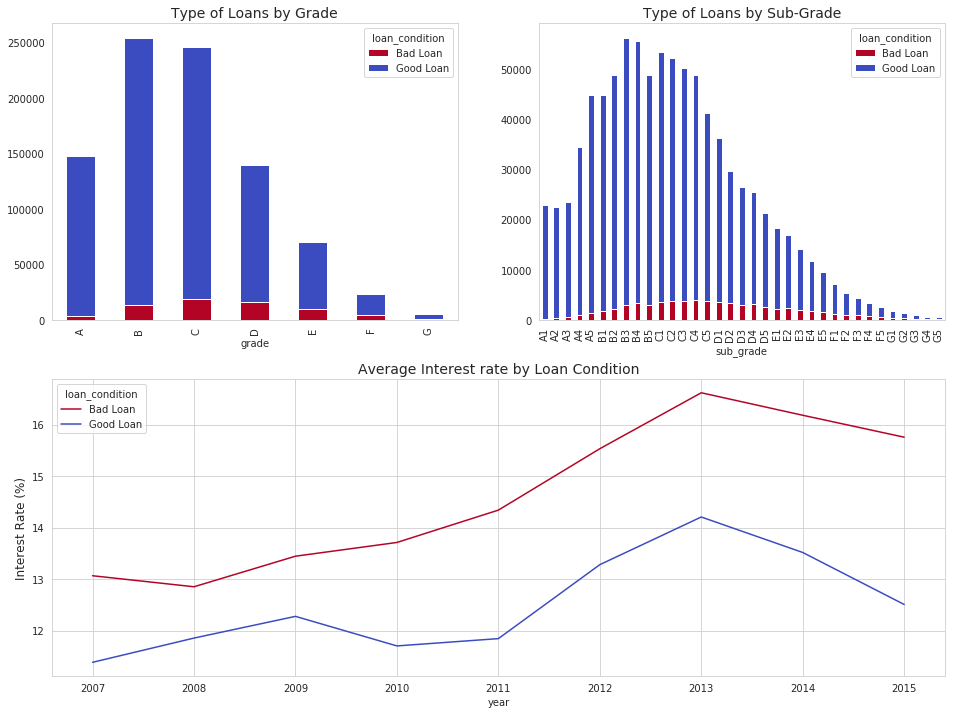 Type of Loans by Grade
250000
200000
150000
100000
50000
0
loan_condition
Bad Loan
Good Loan
A B C D E F G
grade
Type of Loans by Sub-Grade
50000
40000
30000
20000
10000
0
loan_condition
Bad Loan
Good Loan
A1 A2 A3 A4 A5 B1 B2 B3 B4 B5 C1 C2 C3 C4 C5 D1 D2 D3 D4 D5 E1 E2 E3 E4 E5 F1 F2 F3 F4 F5 G1 G2 G3 G4 G5
sub_grade
Average Interest rate by Loan Condition
loan_condition
Bad Loan
Good Loan
Interest Rate (%)
16
15
14
13
12
2007 2008 2009 2010 2011 2012 2013 2014 2015
year